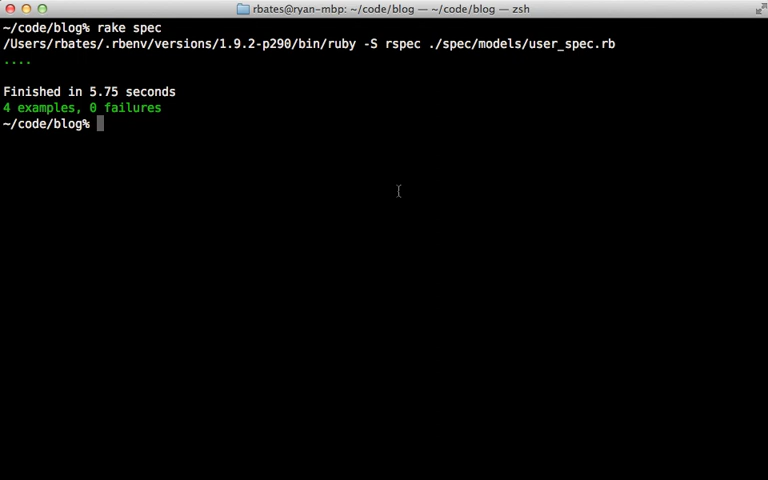 rbates@ryan-mbp: ~/code/blog — ~/code/blog — zsh
~/code/blog% rake spec
/Users/rbates/.rbenv/versions/1.9.2-p290/bin/ruby -S rspec ./spec/models/user_spec.rb
....
Finished in 5.75 seconds
4 examples, 0 failures
~/code/blog%